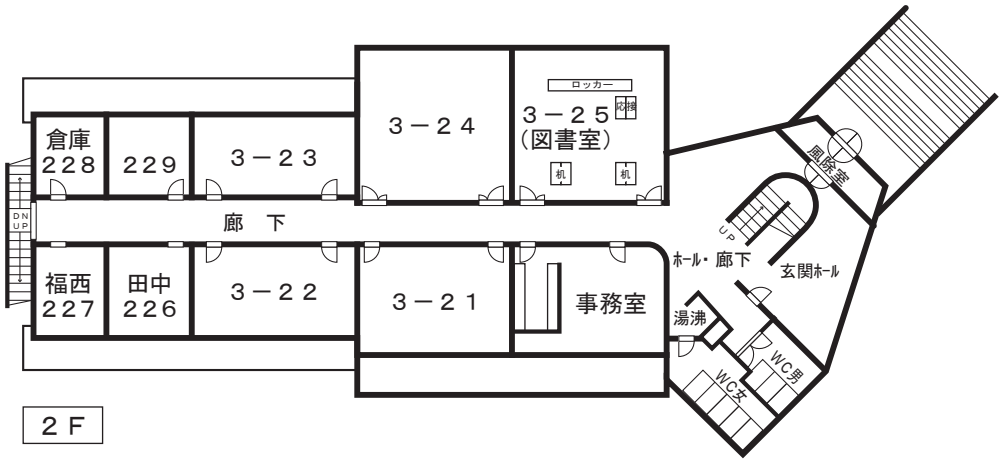 ロッカー
応接
3－24
3－25
(図書室)
机
机
倉庫
228
229
3－23
風除室
DN
UP
廊　下
UP
ホール・廊下
玄関ホール
福西
227
田中
226
3－22
3－21
事務室
湯沸
WC女
WC男
2F